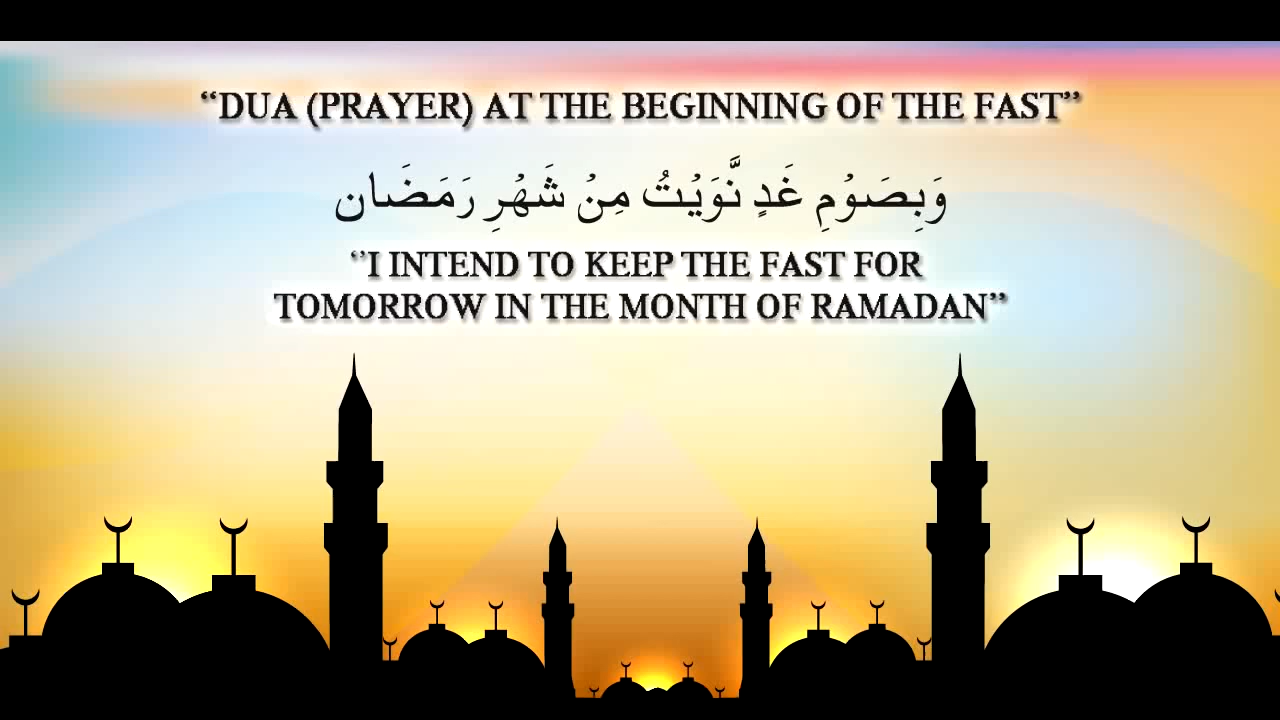 “DUA (PRAYER) AT THE BEGINNING OF THE FAST”
وَبِصَوْمِ غَدٍ نَّوَيْتُ مِنْ شَهْرِ رَمَضَان
‘’I INTEND TO KEEP THE FAST FOR
TOMORROW IN THE MONTH OF RAMADAN”